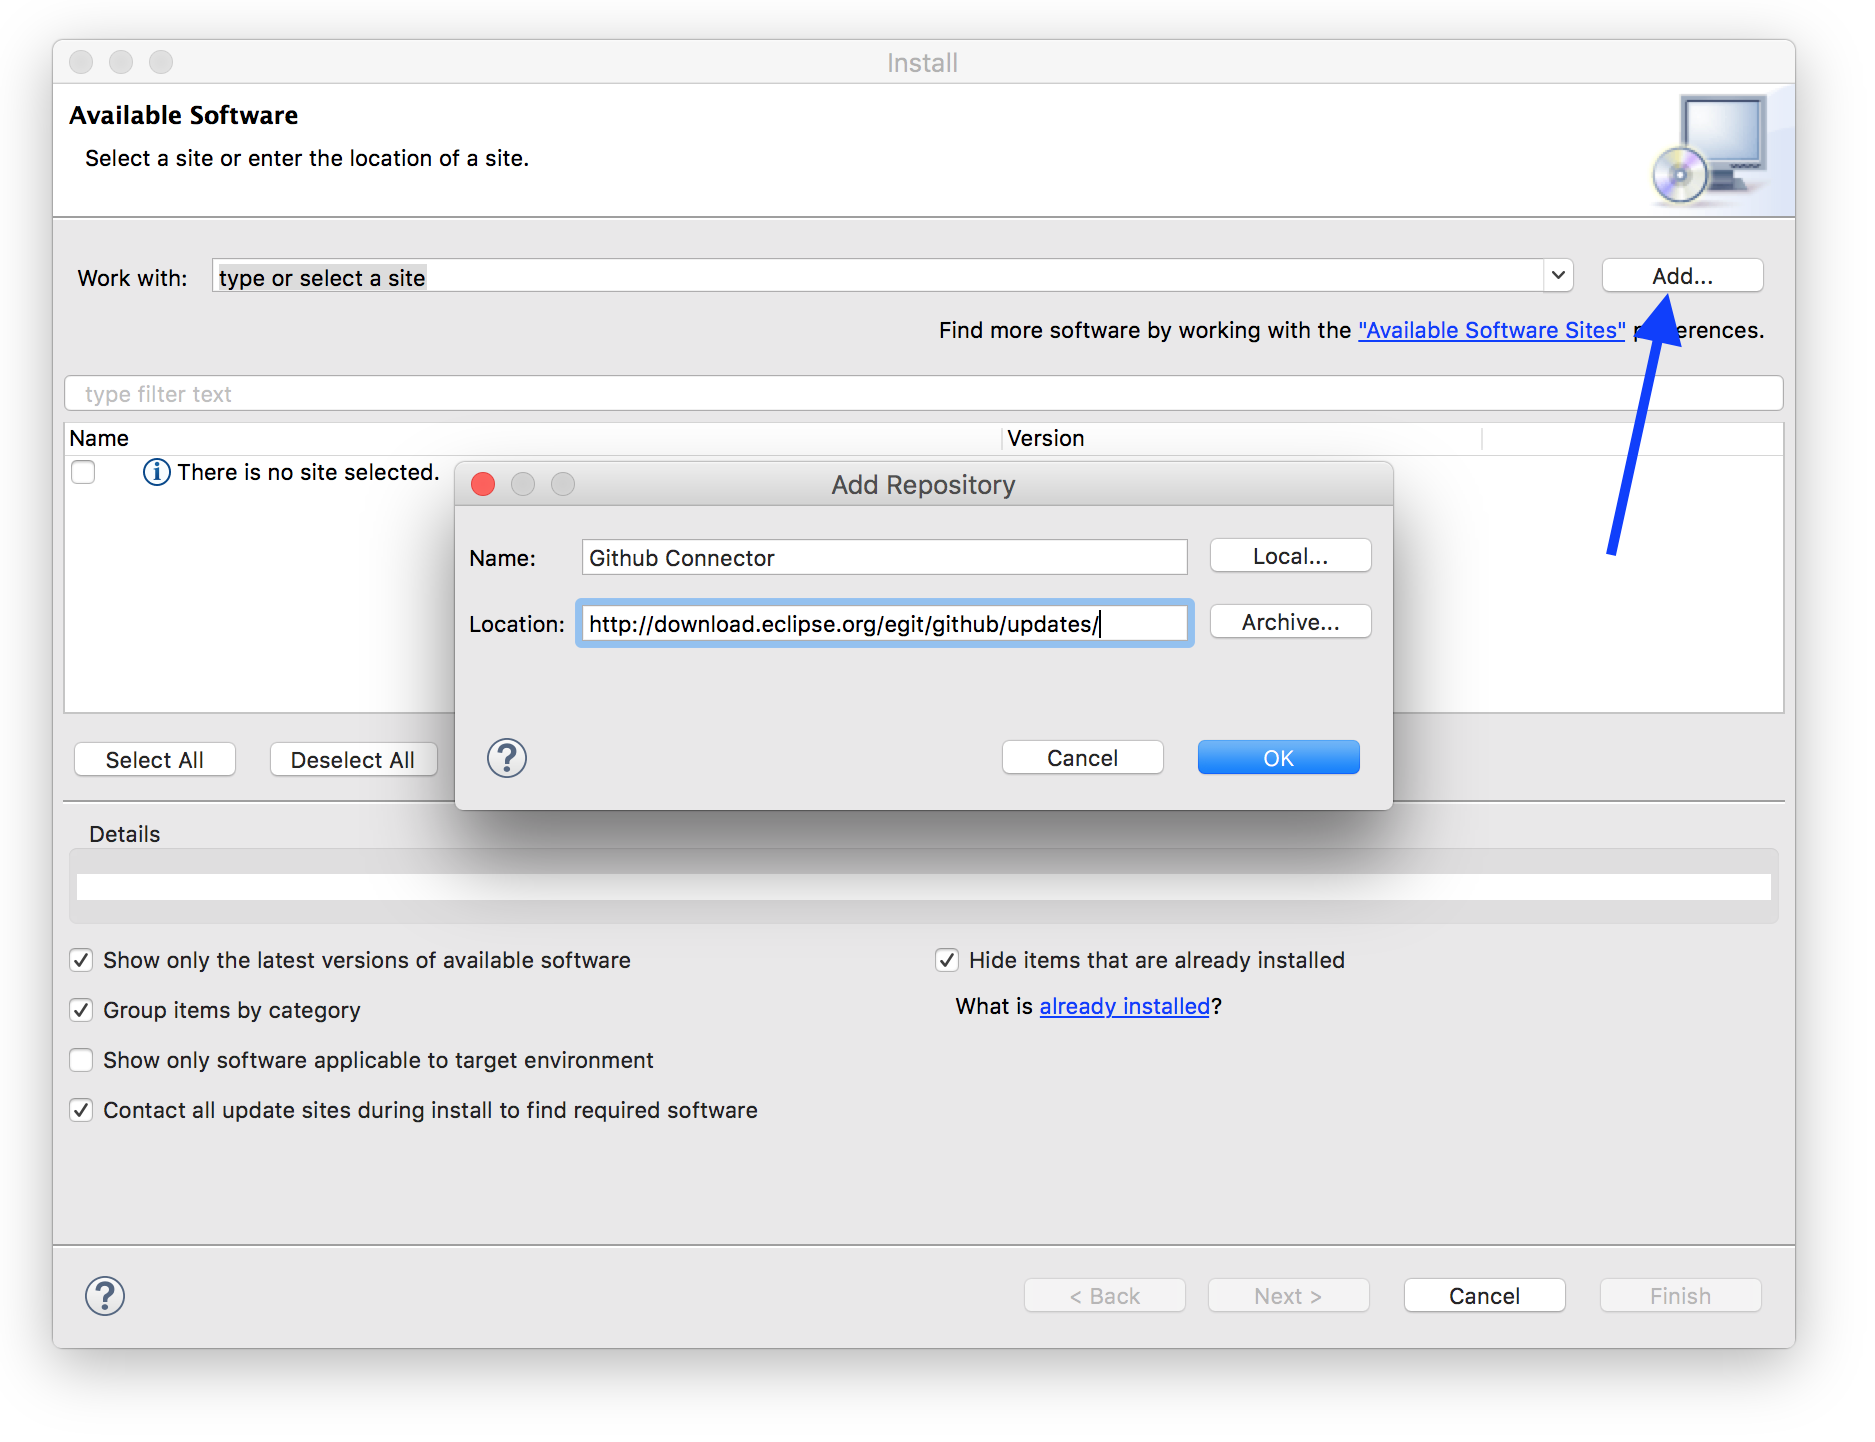 Install
Available Software
Select a site or enter the location of a site.
Work with: type or select a site Add...
Find more software by working with the "Available Software Sites" p erences.
type filter text
Name Version
There is no site selected.
Add Repository
Name: Github Connector Local...
Location: http://download.eclipse.org/egit/github/updates/ Archive...
? Cancel OK
Select All Deselect All
Details
Show only the latest versions of available software Hide items that are already installed
Group items by category What is already installed?
Show only software applicable to target environment
Contact all update sites during install to find required software
? < Back Next > Cancel Finish